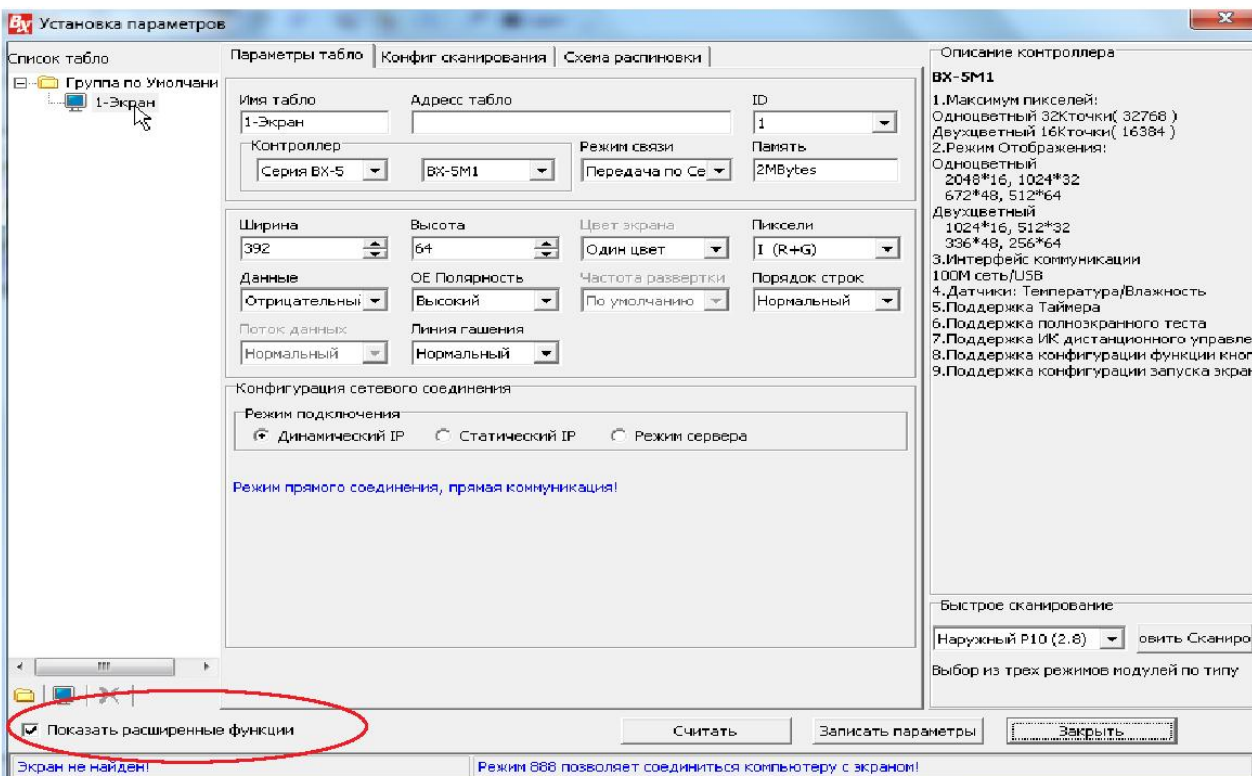 BX Установка параметров
Список табло
Группа по Умолчани
1-Экран
Параметры табло
Конфиг сканирования
Схема распиновки
Имя табло
Адресс табло
ID
1-Экран
1
Контроллер
Режим связи
Память
Серия BX-5
BX-5M1
Передача по Се
2MBytes
Ширина
Высота
Цвет экрана
Пиксели
392
64
Один цвет
I (R+G)
Данные
OE Полярность
Частота развертки
Порядок строк
Отрицательный
Высокий
По умолчанию
Нормальный
Поток данных
Линия гашения
Нормальный
Нормальный
Конфигурация сетевого соединения
Режим подключения
Динамический IP
Статический IP
Режим сервера
Режим прямого соединения, прямая коммуникация!
Описание контроллера
BX-5M1
1.Максимум пикселей:
Одноцветный 32Kточки( 32768 )
Двухцветный 16Kточки( 16384 )
2.Режим Отображения:
Одноцветный
2048*16, 1024*32
672*48, 512*64
Двухцветный
1024*16, 512*32
336*48, 256*64
3.Интерфейс коммуникации
100M сеть/USB
4.Датчики: Температура/Влажность
5.Поддержка Таймера
6.Поддержка полноэкранного теста
7.Поддержка ИК дистанционного управле
8.Поддержка конфигурации функции кноп
9.Поддержка конфигурации запуска экран
Быстрое сканирование
Наружный P10 (2.8)
овить Сканиро
Выбор из трех режимов модулей по типу
Показать расширенные функции
Считать
Записать параметры
Закрыть
Экран не найден!
Режим 888 позволяет соединиться компьютеру с экраном!